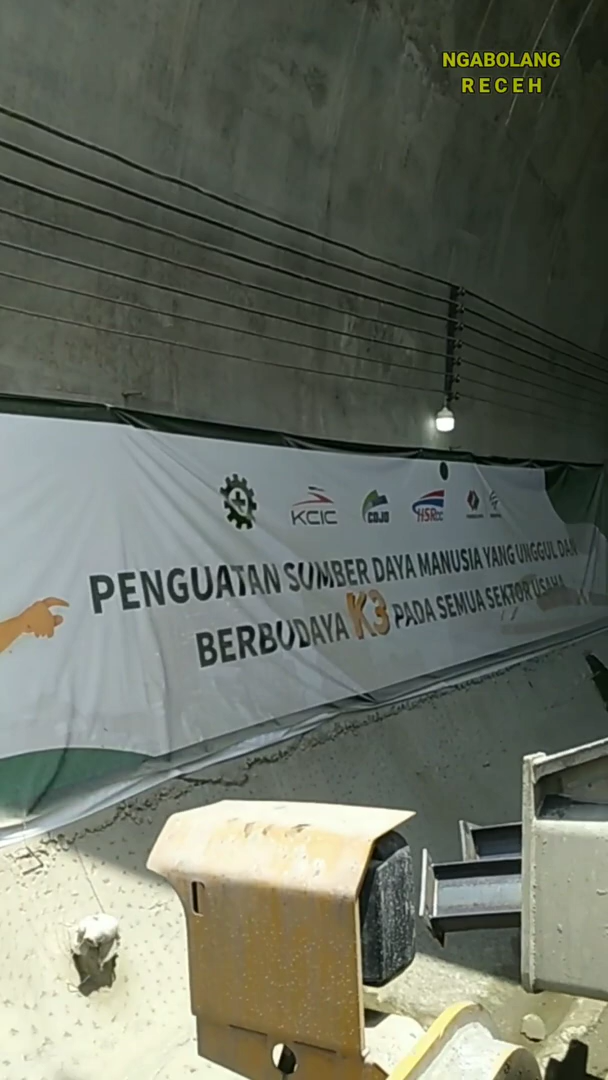 NGABOLANG
RECEH
KCIC
CDJO
HSRcc
PENGUATAN SUMBER DAYA MANUSIA YANG UNGGUL DAN
BERBUDAYA K3 PADA SEMUA SEKTOR USAHA